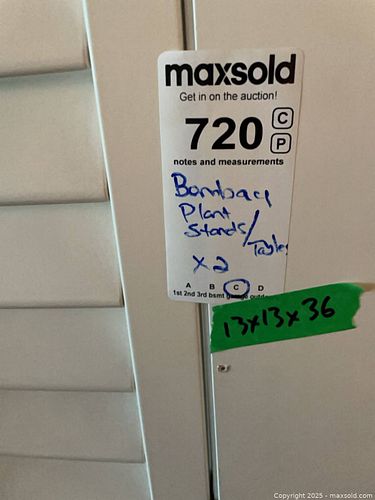 maxsold
Get in on the auction!
720
C
P
notes and measurements
Bombay
Plant
Stands/
Tables
x2
A B C D
1st 2nd 3rd bsmt garage outdoor
13x13x36
Copyright 2025 - maxsold.com